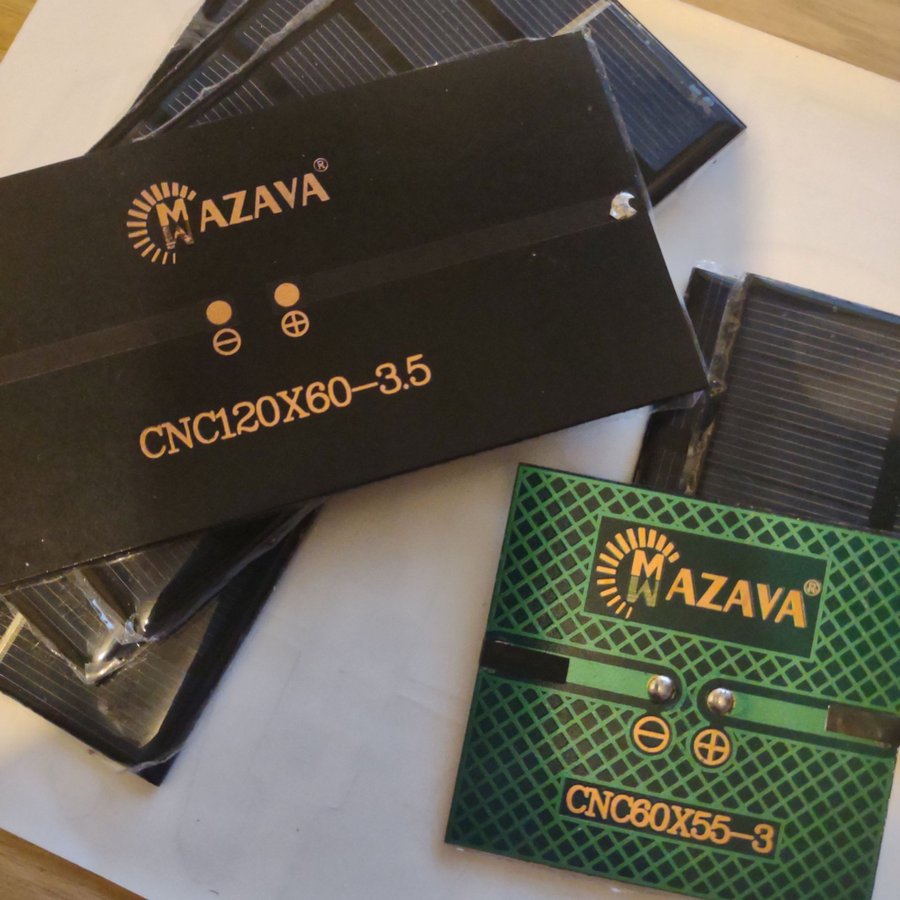 MAZAVA®
⊖ ⊕
CNC120X60-3.5
MAZAVA®
⊖ ⊕
CNC60X55-3